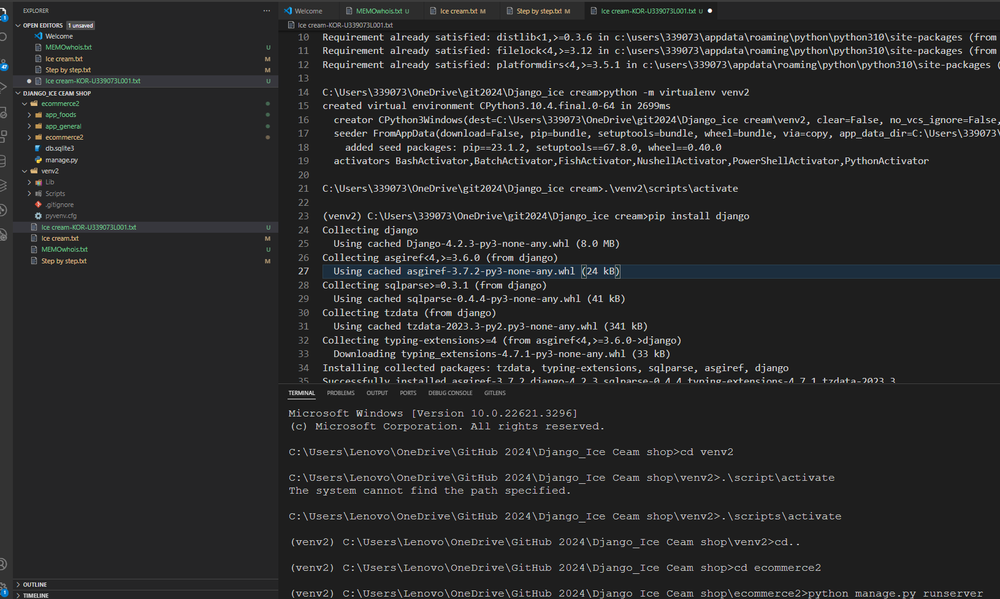 EXPLORER
OPEN EDITORS 1 unsaved
Welcome
MEMOwhois.txt U
Ice cream.txt M
Step by step.txt M
Ice cream-KOR-U339073L001.txt U
DJANGO_ICE CEAM SHOP
ecommerce2
app_foods
app_general
ecommerce2
db.sqlite3
manage.py
venv2
Lib
Scripts
.gitignore
pyvenv.cfg
Ice cream-KOR-U339073L001.txt U
Ice cream.txt M
MEMOwhois.txt U
Step by step.txt M
OUTLINE
TIMELINE
1
47
1
Welcome MEMOwhois.txt U Ice cream.txt M Step by step.txt M Ice cream-KOR-U339073L001.txt U
Ice cream-KOR-U339073L001.txt
10 Requirement already satisfied: distlib<1,>=0.3.6 in c:\users\339073\appdata\roaming\python\python310\site-packages (from
11 Requirement already satisfied: filelock<4,>=3.12 in c:\users\339073\appdata\roaming\python\python310\site-packages (from
12 Requirement already satisfied: platformdirs<4,>=3.5.1 in c:\users\339073\appdata\roaming\python\python310\site-packages (
13
14 C:\Users\339073\OneDrive\git2024\Django_ice cream>python -m virtualenv venv2
15 created virtual environment CPython3.10.4.final.0-64 in 2699ms
16 creator CPython3Windows(dest=C:\Users\339073\OneDrive\git2024\Django_ice cream\venv2, clear=False, no_vcs_ignore=False,
17 seeder FromAppData(download=False, pip=bundle, setuptools=bundle, wheel=bundle, via=copy, app_data_dir=C:\Users\339073\
18 added seed packages: pip==23.1.2, setuptools==67.8.0, wheel==0.40.0
19 activators BashActivator,BatchActivator,FishActivator,NushellActivator,PowerShellActivator,PythonActivator
20
21 C:\Users\339073\OneDrive\git2024\Django_ice cream>.\venv2\scripts\activate
22
23 (venv2) C:\Users\339073\OneDrive\git2024\Django_ice cream>pip install django
24 Collecting django
25 Using cached Django-4.2.3-py3-none-any.whl (8.0 MB)
26 Collecting asgiref<4,>=3.6.0 (from django)
27 Using cached asgiref-3.7.2-py3-none-any.whl (24 kB)
28 Collecting sqlparse>=0.3.1 (from django)
29 Using cached sqlparse-0.4.4-py3-none-any.whl (41 kB)
30 Collecting tzdata (from django)
31 Using cached tzdata-2023.3-py2.py3-none-any.whl (341 kB)
32 Collecting typing-extensions>=4 (from asgiref<4,>=3.6.0->django)
33 Downloading typing_extensions-4.7.1-py3-none-any.whl (33 kB)
34 Installing collected packages: tzdata, typing-extensions, sqlparse, asgiref, django
35 Successfully installed asgiref-3.7.2 django-4.2.3 sqlparse-0.4.4 typing-extensions-4.7.1 tzdata-2023.3
TERMINAL PROBLEMS OUTPUT PORTS DEBUG CONSOLE GITLENS
Microsoft Windows [Version 10.0.22621.3296]
(c) Microsoft Corporation. All rights reserved.
C:\Users\Lenovo\OneDrive\GitHub 2024\Django_Ice Ceam shop>cd venv2
C:\Users\Lenovo\OneDrive\GitHub 2024\Django_Ice Ceam shop\venv2>.\script\activate
The system cannot find the path specified.
C:\Users\Lenovo\OneDrive\GitHub 2024\Django_Ice Ceam shop\venv2>.\scripts\activate
(venv2) C:\Users\Lenovo\OneDrive\GitHub 2024\Django_Ice Ceam shop\venv2>cd..
(venv2) C:\Users\Lenovo\OneDrive\GitHub 2024\Django_Ice Ceam shop>cd ecommerce2
(venv2) C:\Users\Lenovo\OneDrive\GitHub 2024\Django_Ice Ceam shop\ecommerce2>python manage.py runserver